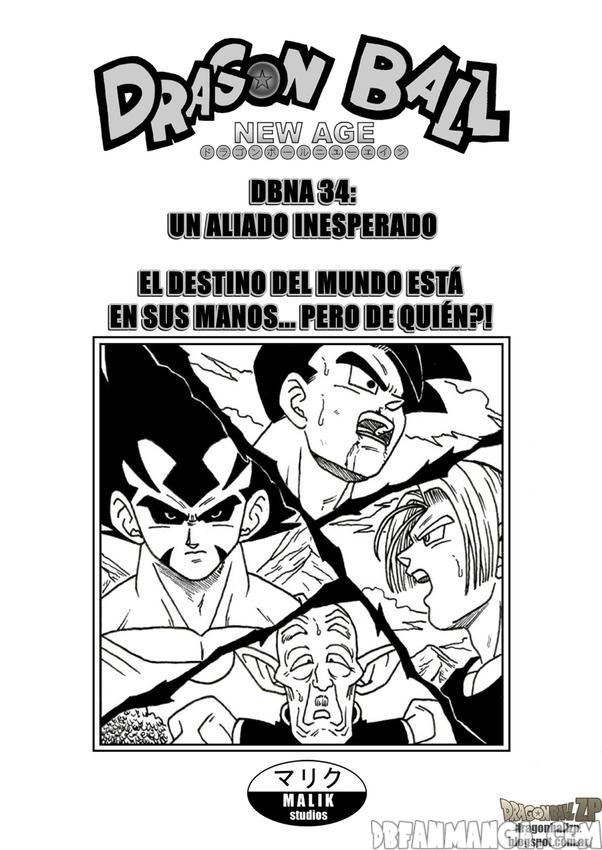 DRAGON BALL
NEW AGE
ドラゴンボールニューエイジ
DBNA 34:
UN ALIADO INESPERADO
EL DESTINO DEL MUNDO ESTÁ
EN SUS MANOS... PERO DE QUIÉN?!
マリク
MALIK
studios
DRAGONBALL ZP
dragonballzp.
blogspot.com.ar/
DBFANMANGA.COM